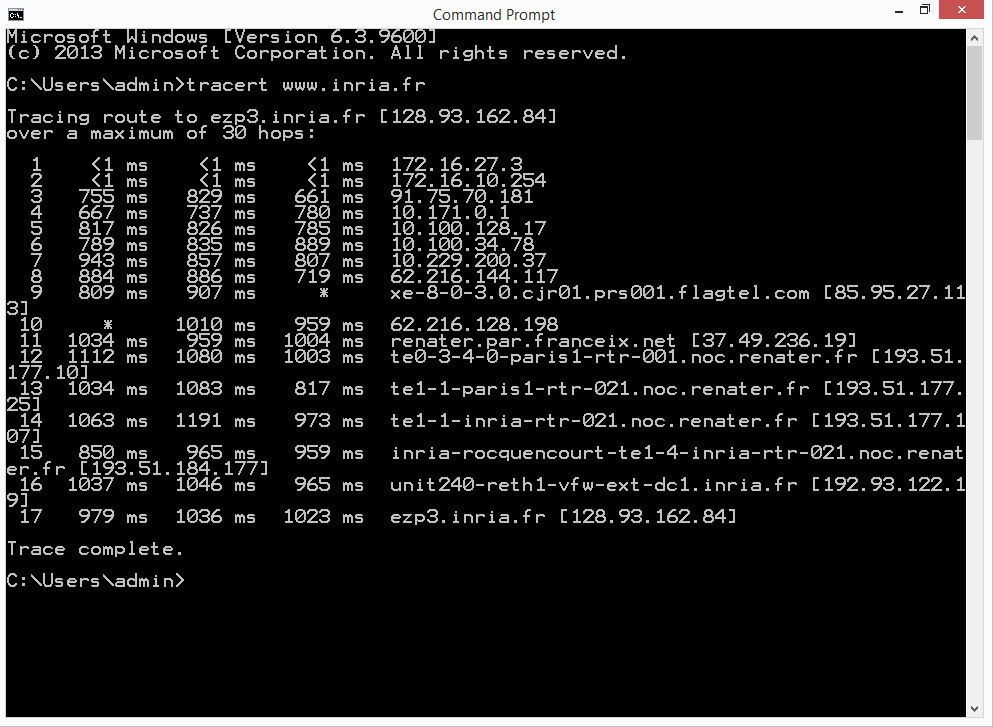 Command Prompt
Microsoft Windows [Version 6.3.9600]
(c) 2013 Microsoft Corporation. All rights reserved.
C:\Users\admin>tracert www.inria.fr
Tracing route to ezp3.inria.fr [128.93.162.84]
over a maximum of 30 hops:
1 <1 ms <1 ms <1 ms 172.16.27.3
2 <1 ms <1 ms <1 ms 172.16.10.254
3 755 ms 829 ms 661 ms 91.75.70.181
4 667 ms 737 ms 780 ms 10.171.0.1
5 817 ms 826 ms 785 ms 10.100.128.17
6 789 ms 835 ms 889 ms 10.100.34.78
7 943 ms 857 ms 807 ms 10.229.200.37
8 884 ms 886 ms 719 ms 62.216.144.117
9 809 ms 907 ms * xe-8-0-3.0.cjr01.prs001.flagtel.com [85.95.27.11
3]
10 * 1010 ms 959 ms 62.216.128.198
11 1034 ms 959 ms 1004 ms renater.par.franceix.net [37.49.236.19]
12 1112 ms 1080 ms 1003 ms te0-3-4-0-paris1-rtr-001.noc.renater.fr [193.51.
177.10]
13 1034 ms 1083 ms 817 ms te1-1-paris1-rtr-021.noc.renater.fr [193.51.177.
25]
14 1063 ms 1191 ms 973 ms te1-1-inria-rtr-021.noc.renater.fr [193.51.177.1
07]
15 850 ms 965 ms 959 ms inria-rocquencourt-te1-4-inria-rtr-021.noc.renat
er.fr [193.51.184.177]
16 1037 ms 1046 ms 965 ms unit240-reth1-vfw-ext-dc1.inria.fr [192.93.122.1
9]
17 979 ms 1036 ms 1023 ms ezp3.inria.fr [128.93.162.84]
Trace complete.
C:\Users\admin>